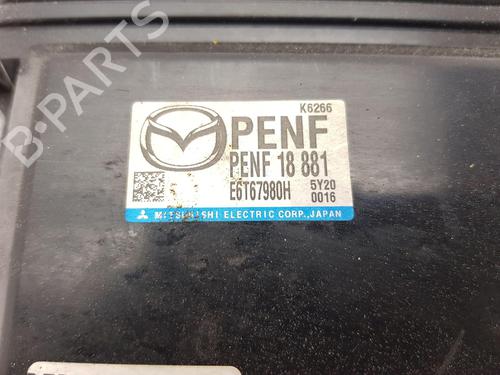 B-PARTS
K6266
PENF
PENF 18 881
E6T67980H 5Y20
0016
MITSUBISHI ELECTRIC CORP.,JAPAN